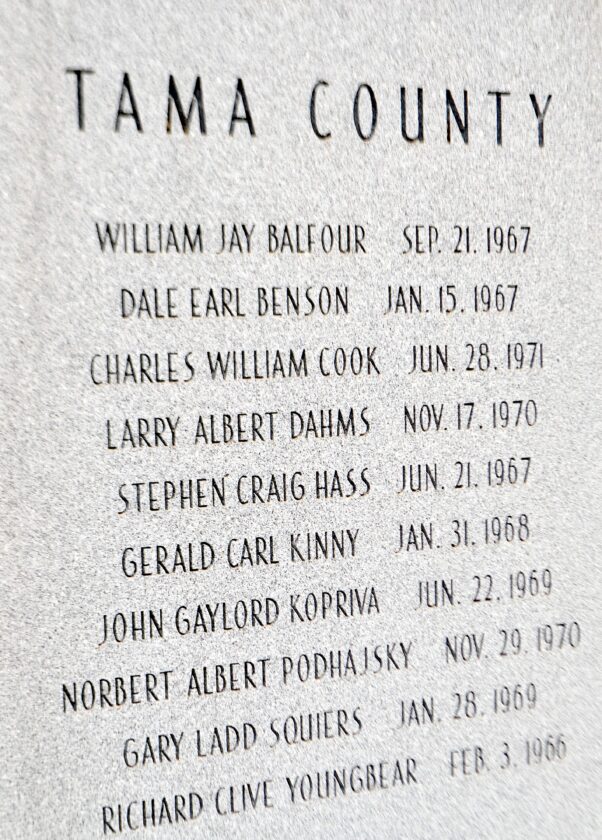 TAMA COUNTY
WILLIAM JAY BALFOUR SEP. 21. 1967
DALE EARL BENSON JAN. 15. 1967
CHARLES WILLIAM COOK JUN. 28. 1971
LARRY ALBERT DAHMS NOV. 17. 1970
STEPHEN CRAIG HASS JUN. 21. 1967
GERALD CARL KINNY JAN. 31. 1968
JOHN GAYLORD KOPRIVA JUN. 22. 1969
NORBERT ALBERT PODHAJSKY NOV. 29. 1970
GARY LADD SQUIERS JAN. 28. 1969
RICHARD CLIVE YOUNGBEAR FEB. 3. 1966